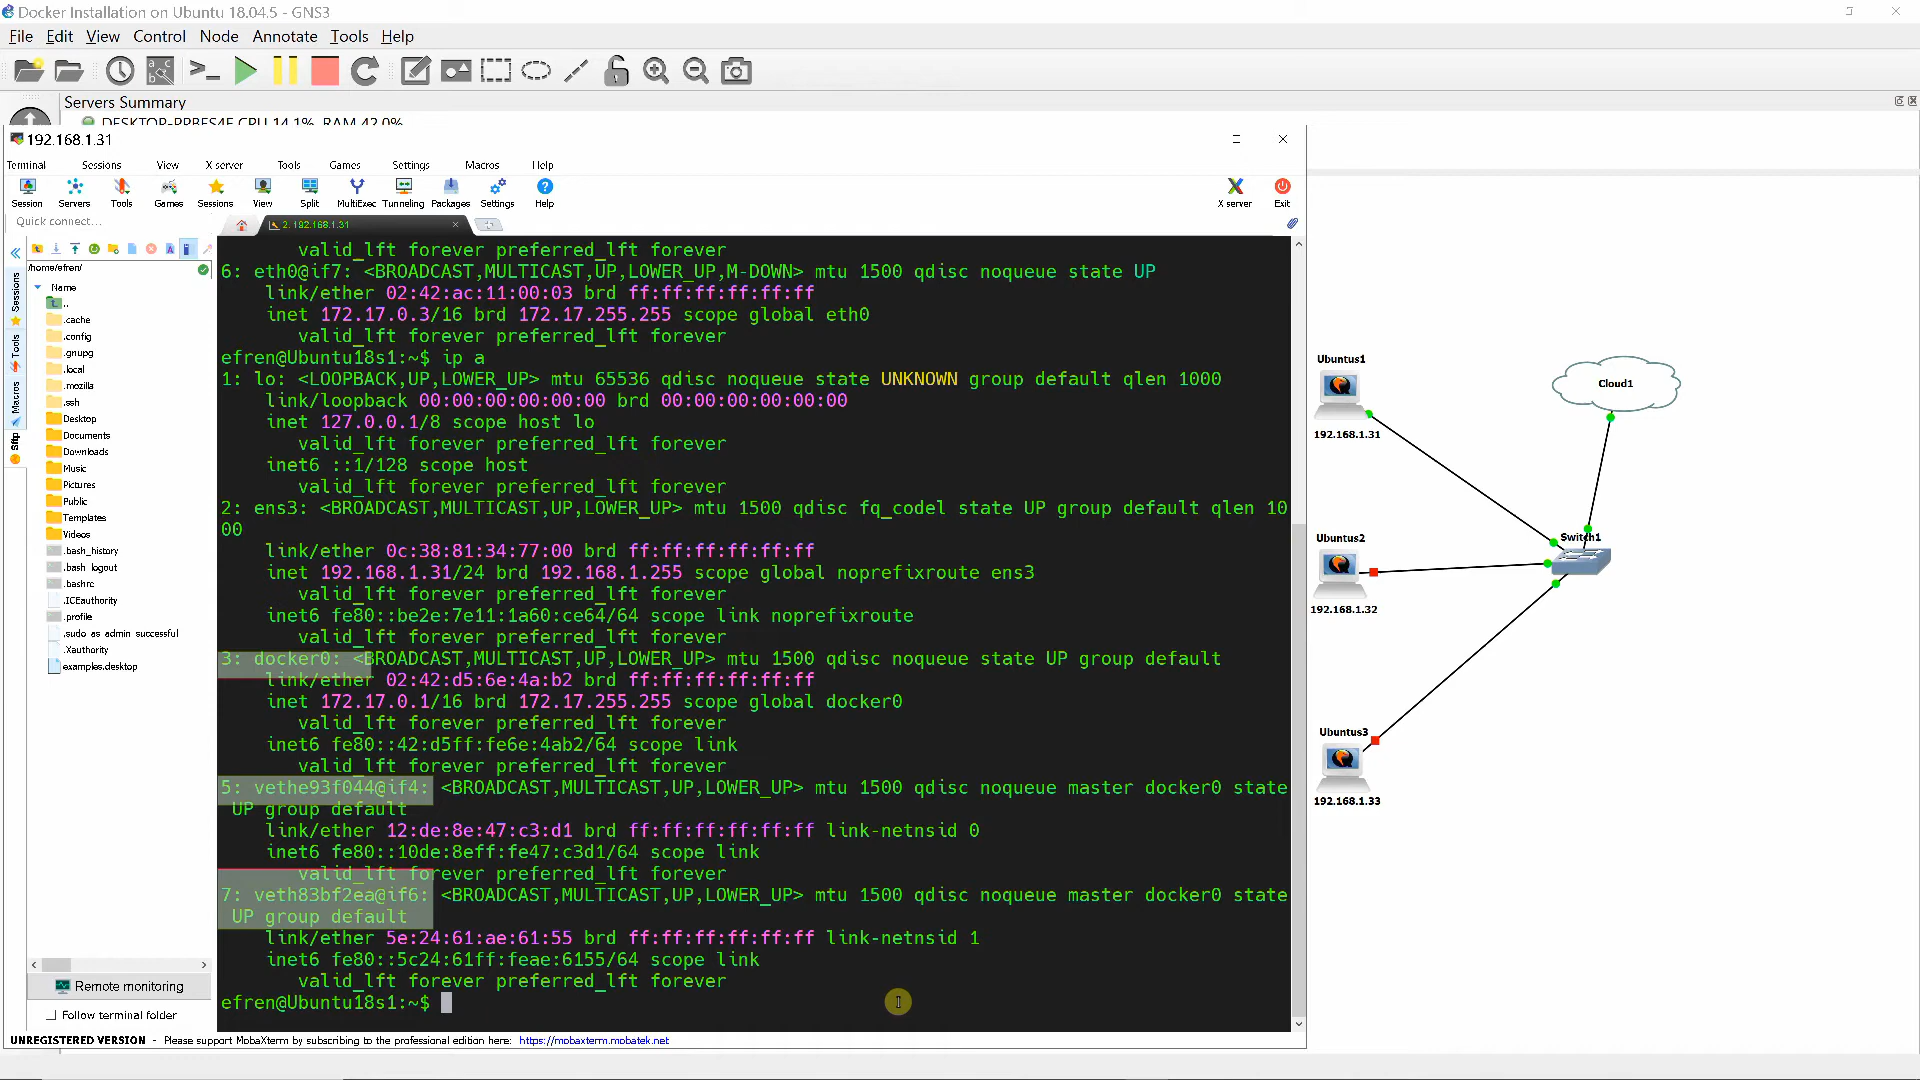 Docker Installation on Ubuntu 18.04.5 - GNS3
File Edit View Control Node Annotate Tools Help
Servers Summary
192.168.1.31
Terminal Sessions View X server Tools Games Settings Macros Help
Session Servers Tools Games Sessions View Split MultiExec Tunneling Packages Settings Help X server Exit
Quick connect...
2. 192.168.1.31
/home/efren/
Name
..
.cache
.config
.gnupg
.local
.mozilla
.ssh
Desktop
Documents
Downloads
Music
Pictures
Public
Templates
Videos
.bash_history
.bash_logout
.bashrc
.ICEauthority
.profile
.sudo_as_admin_successful
.Xauthority
examples.desktop
Sessions
Tools
Macros
Sftp
Remote monitoring
Follow terminal folder
valid_lft forever preferred_lft forever
6: eth0@if7: <BROADCAST,MULTICAST,UP,LOWER_UP,M-DOWN> mtu 1500 qdisc noqueue state UP
link/ether 02:42:ac:11:00:03 brd ff:ff:ff:ff:ff:ff
inet 172.17.0.3/16 brd 172.17.255.255 scope global eth0
valid_lft forever preferred_lft forever
efren@Ubuntu18s1:~$ ip a
1: lo: <LOOPBACK,UP,LOWER_UP> mtu 65536 qdisc noqueue state UNKNOWN group default qlen 1000
link/loopback 00:00:00:00:00:00 brd 00:00:00:00:00:00
inet 127.0.0.1/8 scope host lo
valid_lft forever preferred_lft forever
inet6 ::1/128 scope host
valid_lft forever preferred_lft forever
2: ens3: <BROADCAST,MULTICAST,UP,LOWER_UP> mtu 1500 qdisc fq_codel state UP group default qlen 10
00
link/ether 0c:38:81:34:77:00 brd ff:ff:ff:ff:ff:ff
inet 192.168.1.31/24 brd 192.168.1.255 scope global noprefixroute ens3
valid_lft forever preferred_lft forever
inet6 fe80::be2e:7e11:1a60:ce64/64 scope link noprefixroute
valid_lft forever preferred_lft forever
3: docker0: <BROADCAST,MULTICAST,UP,LOWER_UP> mtu 1500 qdisc noqueue state UP group default
link/ether 02:42:d5:6e:4a:b2 brd ff:ff:ff:ff:ff:ff
inet 172.17.0.1/16 brd 172.17.255.255 scope global docker0
valid_lft forever preferred_lft forever
inet6 fe80::42:d5ff:fe6e:4ab2/64 scope link
valid_lft forever preferred_lft forever
5: vethe93f044@if4: <BROADCAST,MULTICAST,UP,LOWER_UP> mtu 1500 qdisc noqueue master docker0 state
UP group default
link/ether 12:de:8e:47:c3:d1 brd ff:ff:ff:ff:ff:ff link-netnsid 0
inet6 fe80::10de:8eff:fe47:c3d1/64 scope link
valid_lft forever preferred_lft forever
7: veth83bf2ea@if6: <BROADCAST,MULTICAST,UP,LOWER_UP> mtu 1500 qdisc noqueue master docker0 state
UP group default
link/ether 5e:24:61:ae:61:55 brd ff:ff:ff:ff:ff:ff link-netnsid 1
inet6 fe80::5c24:61ff:feae:6155/64 scope link
valid_lft forever preferred_lft forever
efren@Ubuntu18s1:~$
UNREGISTERED VERSION - Please support MobaXterm by subscribing to the professional edition here: https://mobaxterm.mobatek.net
Ubuntus1
192.168.1.31
Cloud1
Ubuntus2
192.168.1.32
Switch1
Ubuntus3
192.168.1.33